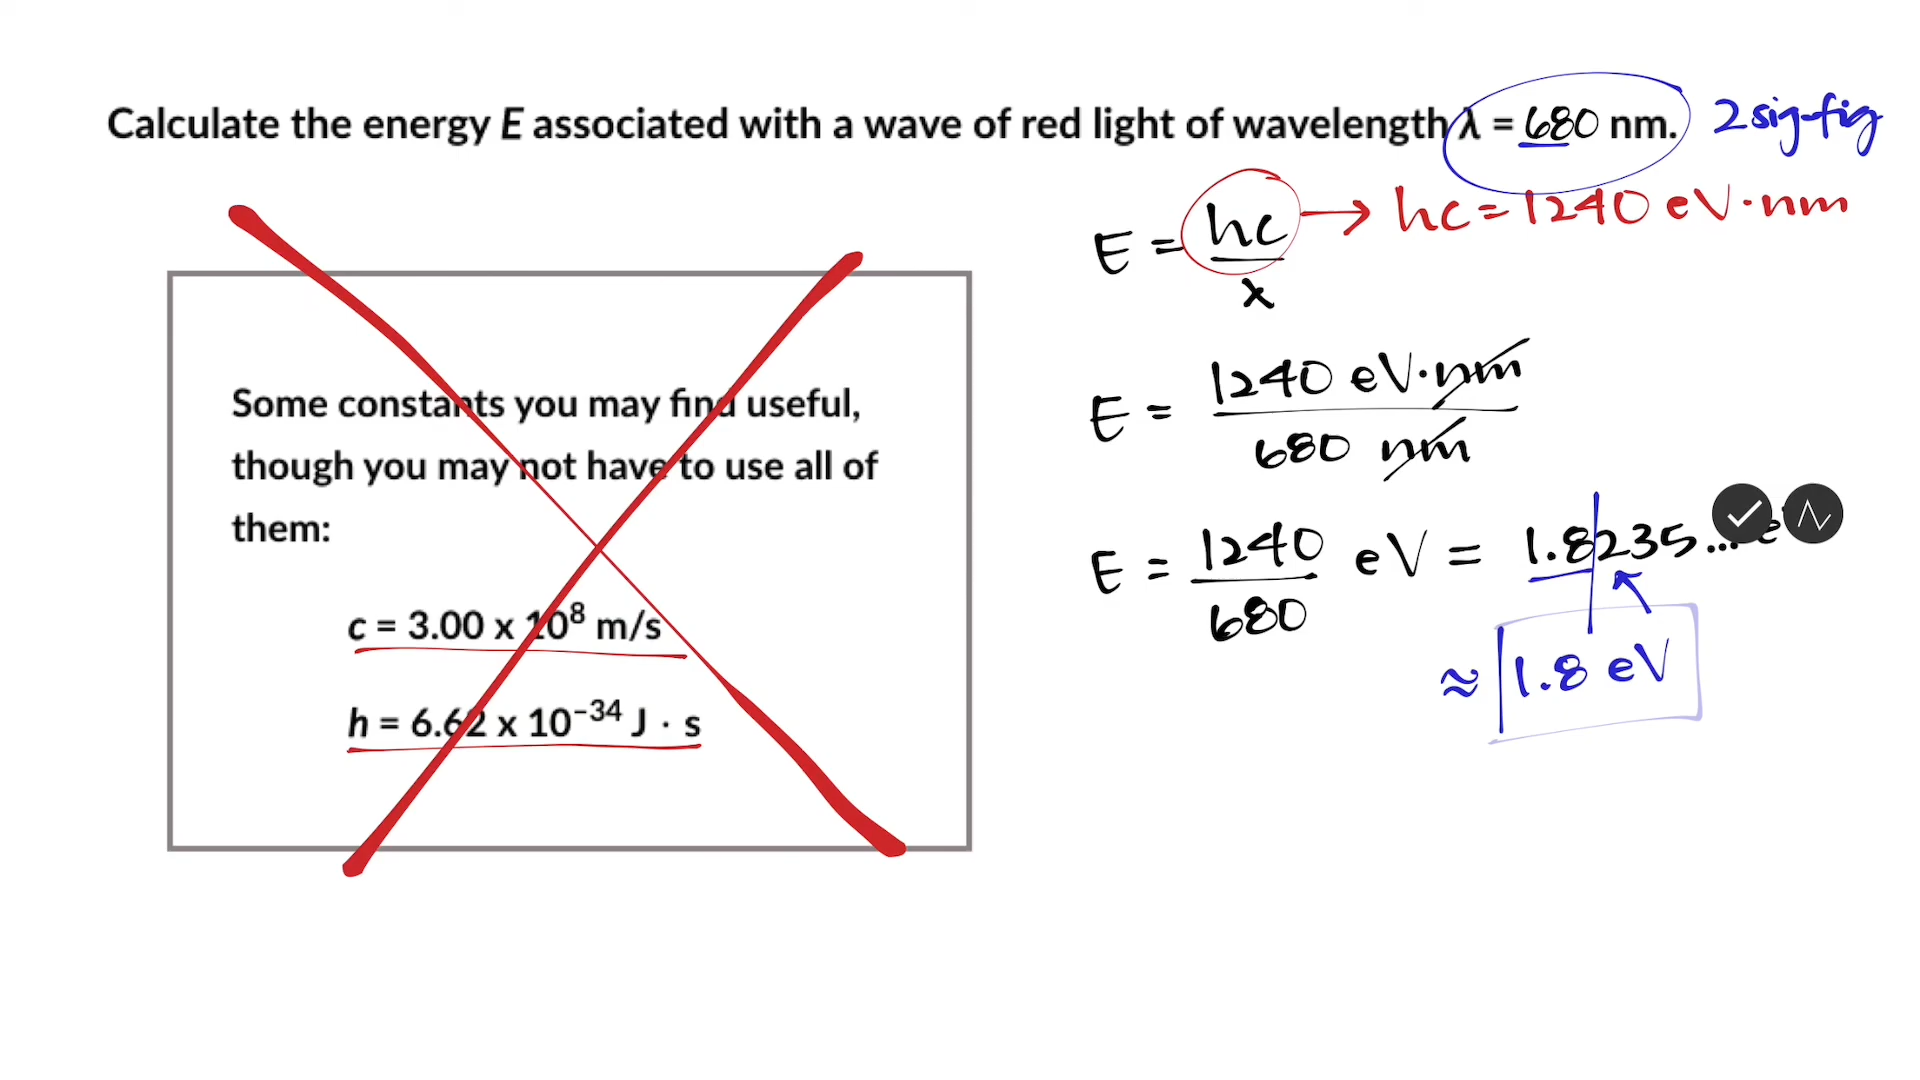 Calculate the energy E associated with a wave of red light of wavelength λ = 680 nm.
2 sig-fig
E = hc/λ → hc = 1240 eV·nm
E = 1240 eV·nm / 680 nm
E = 1240/680 eV = 1.8235...
≈ 1.8 eV
Some constants you may find useful,
though you may not have to use all of
them:
c = 3.00 x 10⁸ m/s
h = 6.62 x 10⁻³⁴ J · s